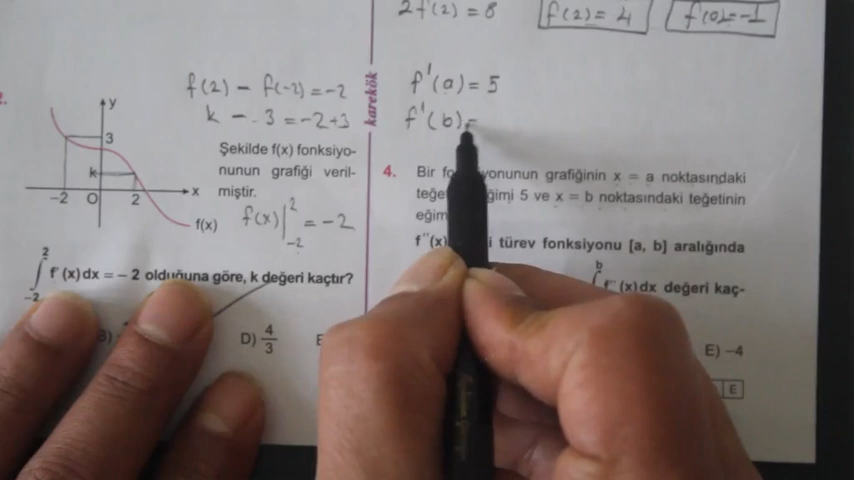 2f'(2) = 8
f(2) = 4
f'(0) = -1
f(2) - f(-2) = -2
k - 3 = -2+3
f'(a) = 5
f'(b) =
karekök
y
3
k
-2
O
2
x
f(x)
Şekilde f(x) fonksiyo-
nunun grafiği veril-
miştir.
f(x)|
2
-2
= -2
2
∫ f'(x)dx = – 2 olduğuna göre, k değeri kaçtır?
-2
B)
D) 4/3
E
4. Bir yonunun grafiğinin x = a noktasındaki
ğimi 5 ve x = b noktasındaki teğetinin
eğim
f''(x) türev fonksiyonu [a, b] aralığında
b
∫ f''(x)dx değeri kaç-
E) –4
E